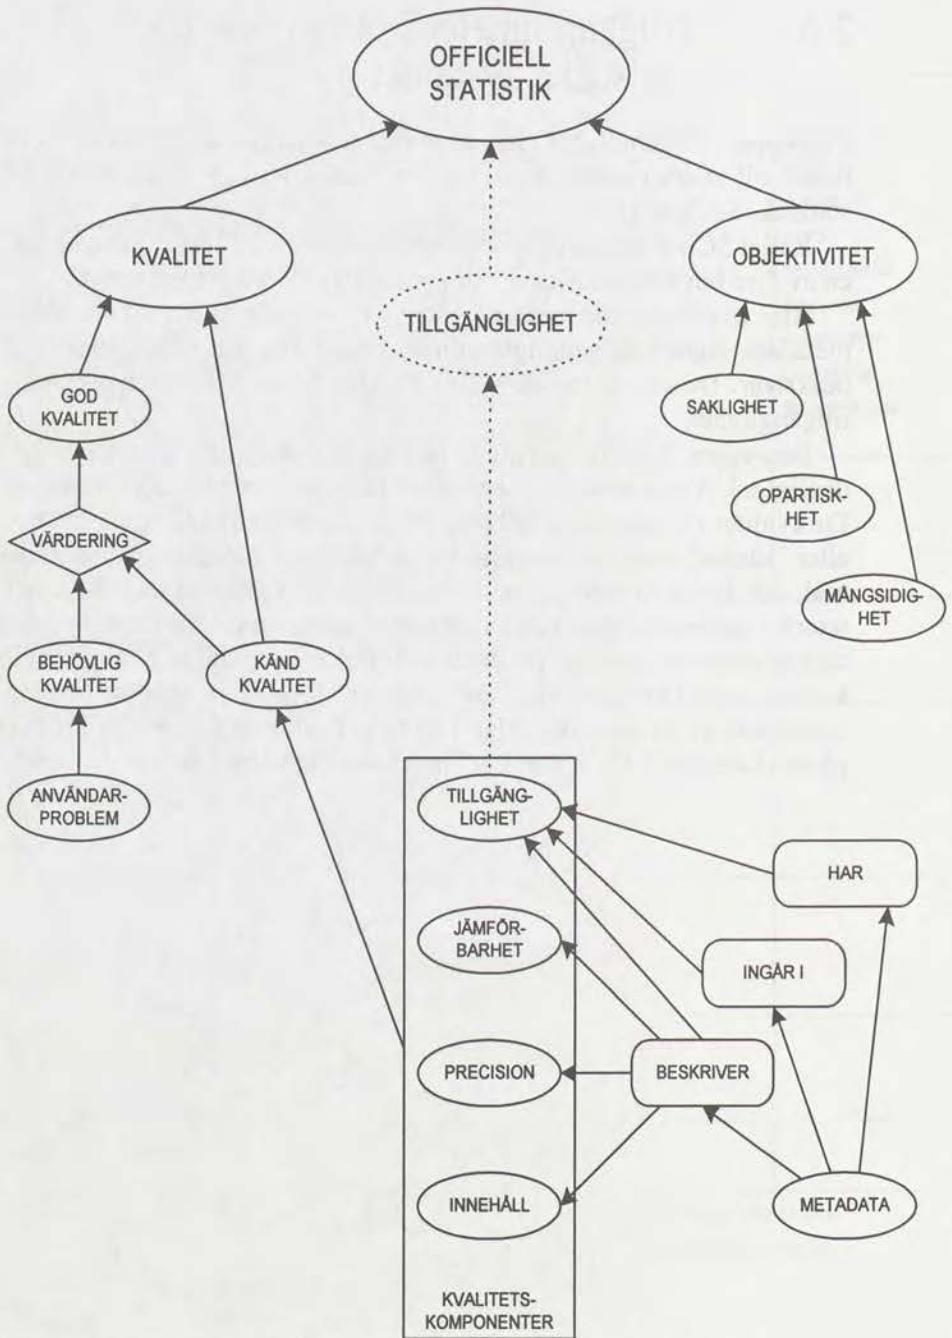 OFFICIELL
STATISTIK
KVALITET
OBJEKTIVITET
TILLGÄNGLIGHET
GOD
KVALITET
SAKLIGHET
OPARTISK-
HET
VÄRDERING
MÅNGSIDIG-
HET
BEHÖVLIG
KVALITET
KÄND
KVALITET
ANVÄNDAR-
PROBLEM
TILLGÄNG-
LIGHET
HAR
JÄMFÖR-
BARHET
INGÅR I
PRECISION
BESKRIVER
INNEHÅLL
METADATA
KVALITETS-
KOMPONENTER